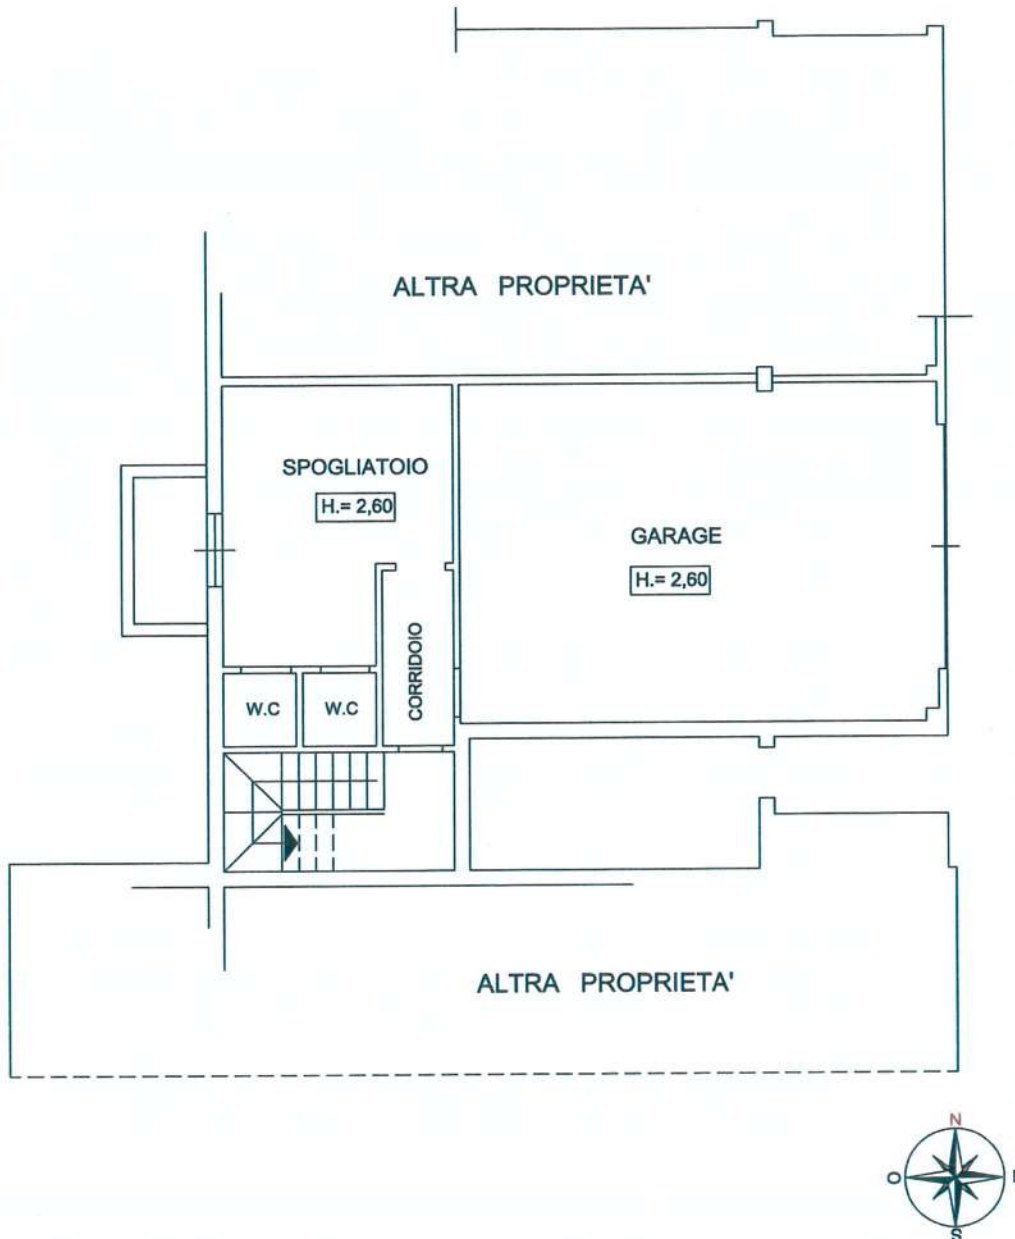 ALTRA PROPRIETA'
SPOGLIATOIO
H.= 2,60
GARAGE
H.= 2,60
CORRIDOIO
W.C
W.C
ALTRA PROPRIETA'
N
O
S